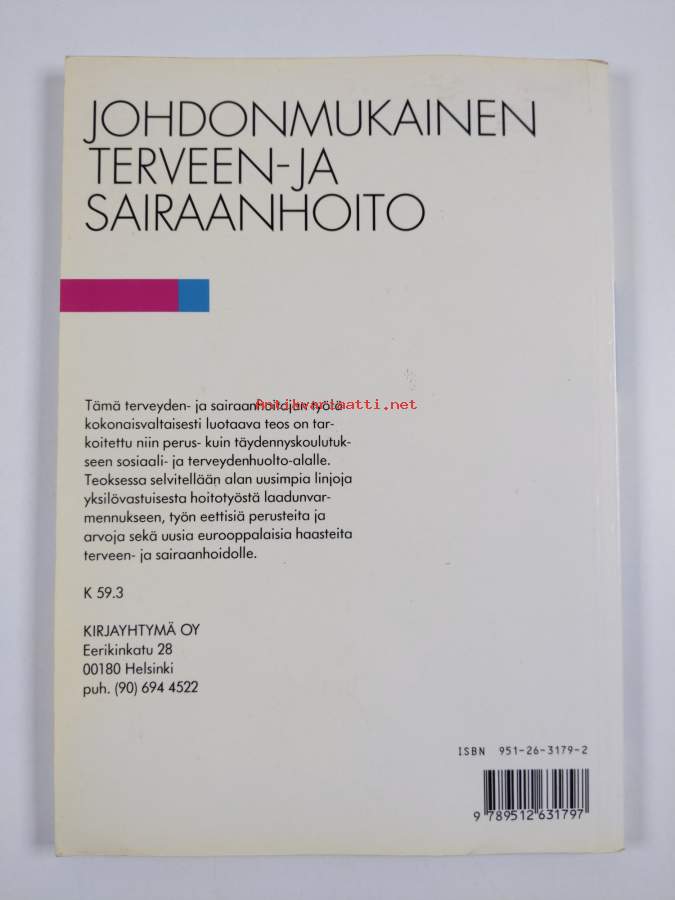 JOHDONMUKAINEN
TERVEEN-JA
SAIRAANHOITO
Tämä terveyden- ja sairaanhoitajan työtä
Antikvariaatti.net
kokonaisvaltaisesti luotaava teos on tar-
koitettu niin perus- kuin täydennyskoulutuk-
seen sosiaali- ja terveydenhuolto-alalle.
Teoksessa selvitellään alan uusimpia linjoja
yksilövastuisesta hoitotyöstä laadunvar-
mennukseen, työn eettisiä perusteita ja
arvoja sekä uusia eurooppalaisia haasteita
terveen- ja sairaanhoidolle.
K 59.3
KIRJAYHTYMÄ OY
Eerikinkatu 28
00180 Helsinki
puh. (90) 694 4522
ISBN 951-26-3179-2
9 789512 631797